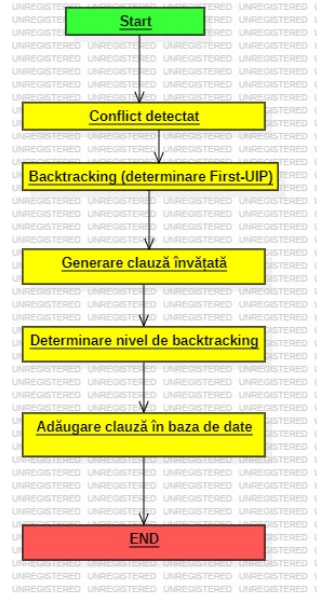 Start
Conflict detectat
Backtracking (determinare First-UIP)
Generare clauză învățată
Determinare nivel de backtracking
Adăugare clauză în baza de date
END